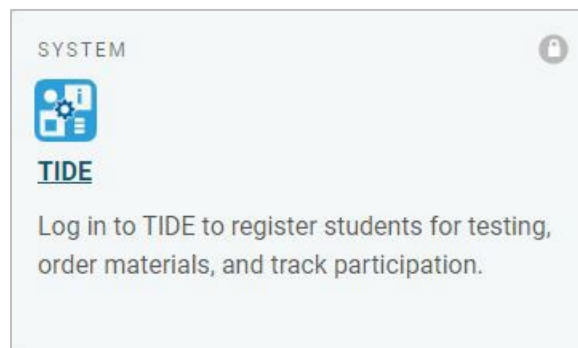 SYSTEM
TIDE
Log in to TIDE to register students for testing,
order materials, and track participation.